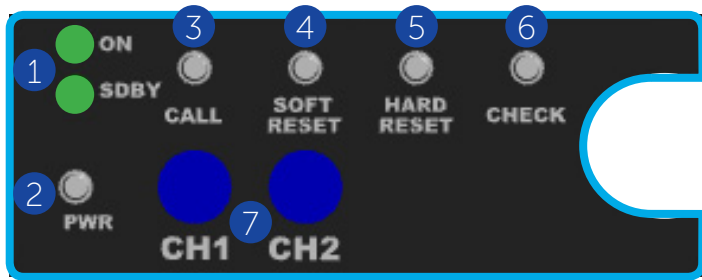 3 4 5 6
ON
1
SDBY
CALL
SOFT
RESET
HARD
RESET
CHECK
2
PWR
7
CH1 CH2